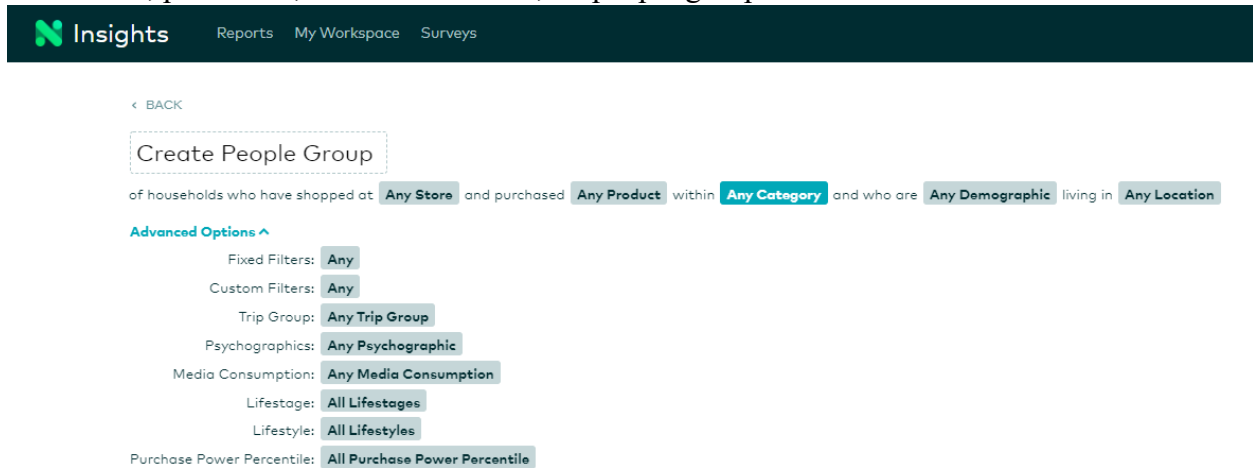 Insights Reports My Workspace Surveys
< BACK
Create People Group
of households who have shopped at Any Store and purchased Any Product within Any Category and who are Any Demographic living in Any Location
Advanced Options ^
Fixed Filters: Any
Custom Filters: Any
Trip Group: Any Trip Group
Psychographics: Any Psychographic
Media Consumption: Any Media Consumption
Lifestage: All Lifestages
Lifestyle: All Lifestyles
Purchase Power Percentile: All Purchase Power Percentile